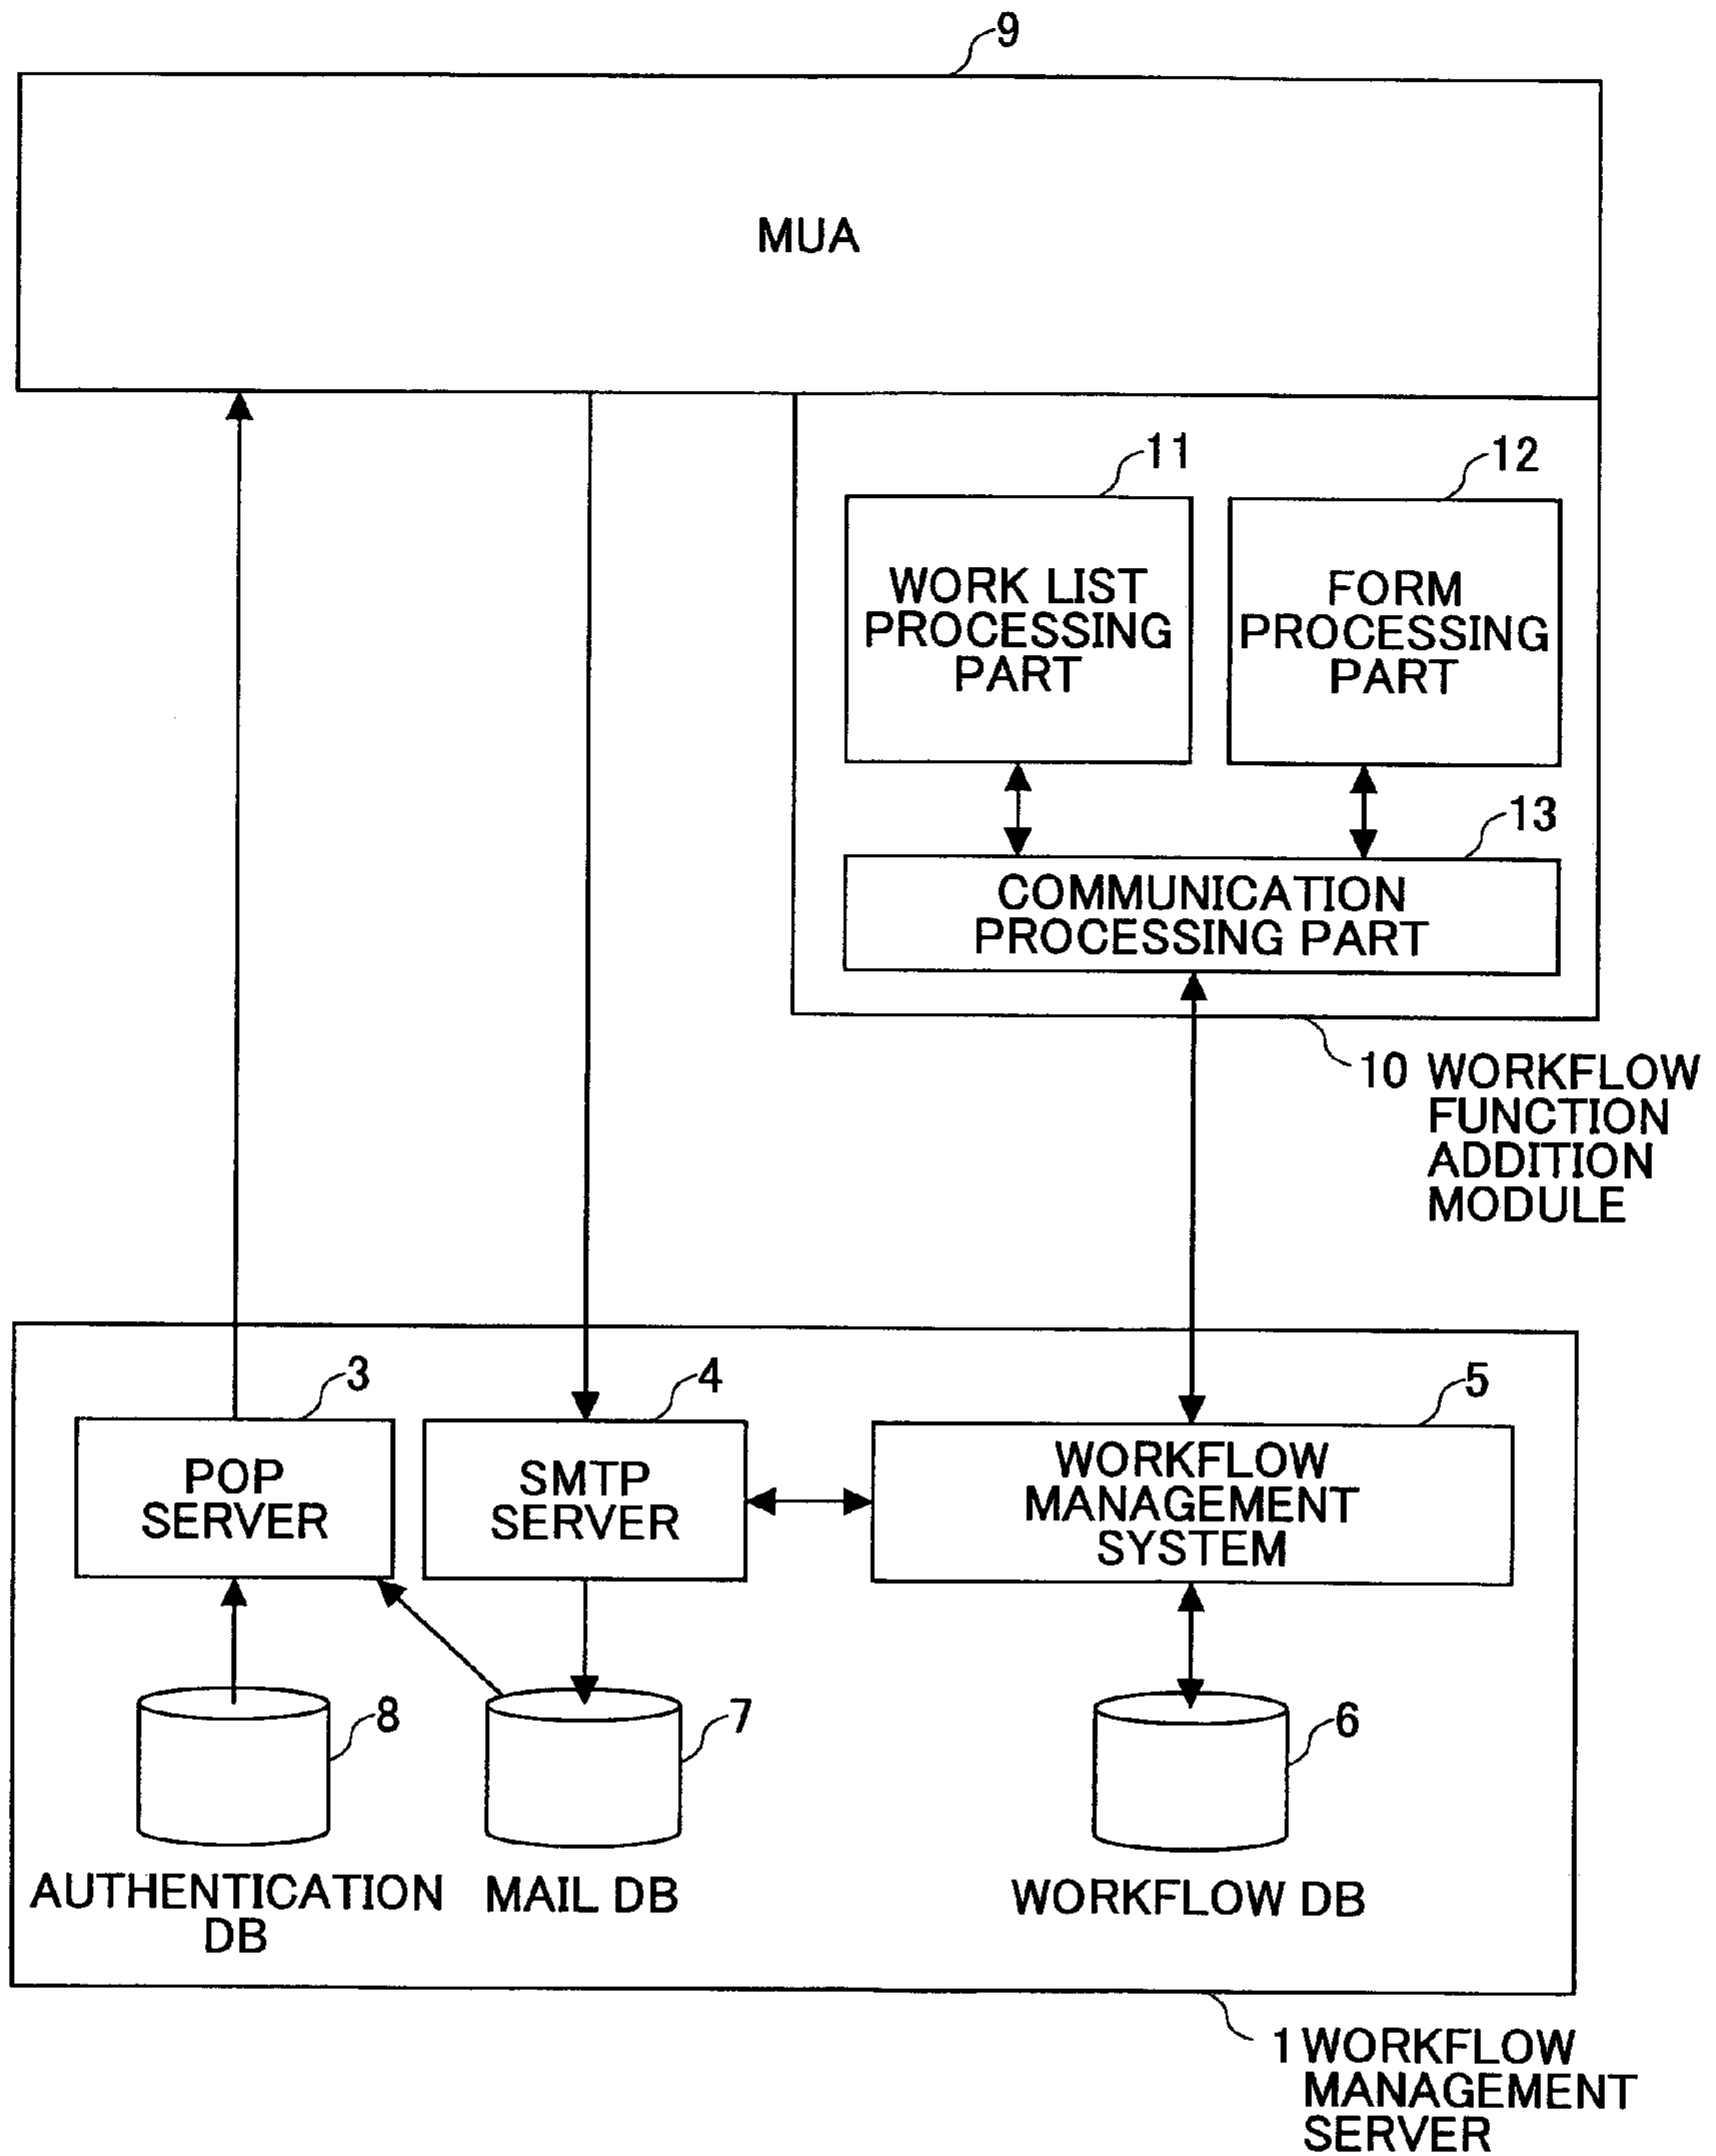 9
MUA
11
12
WORK LIST
PROCESSING
PART
FORM
PROCESSING
PART
13
COMMUNICATION
PROCESSING PART
10 WORKFLOW
FUNCTION
ADDITION
MODULE
3
4
5
POP
SERVER
SMTP
SERVER
WORKFLOW
MANAGEMENT
SYSTEM
8
7
6
AUTHENTICATION
DB
MAIL DB
WORKFLOW DB
1 WORKFLOW
MANAGEMENT
SERVER